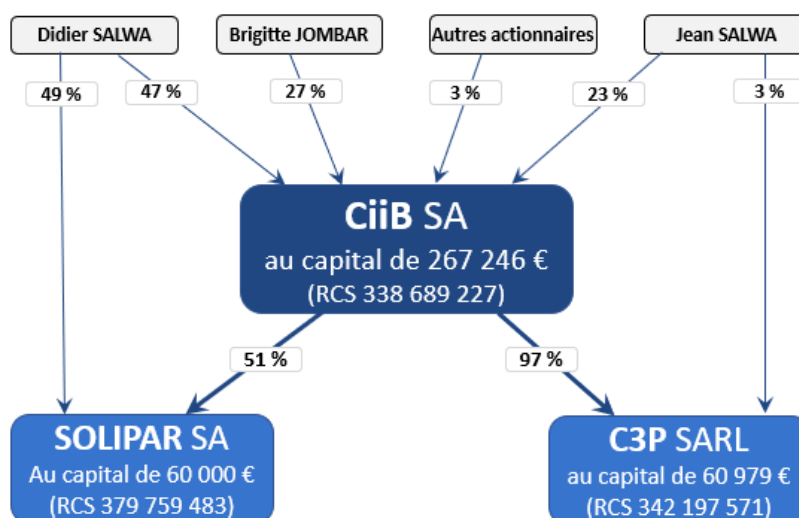 Didier SALWA
Brigitte JOMBAR
Autres actionnaires
Jean SALWA
49 %
47 %
27 %
3 %
23 %
3 %
CiiB SA
au capital de 267 246 €
(RCS 338 689 227)
51 %
97 %
SOLIPAR SA
Au capital de 60 000 €
(RCS 379 759 483)
C3P SARL
au capital de 60 979 €
(RCS 342 197 571)